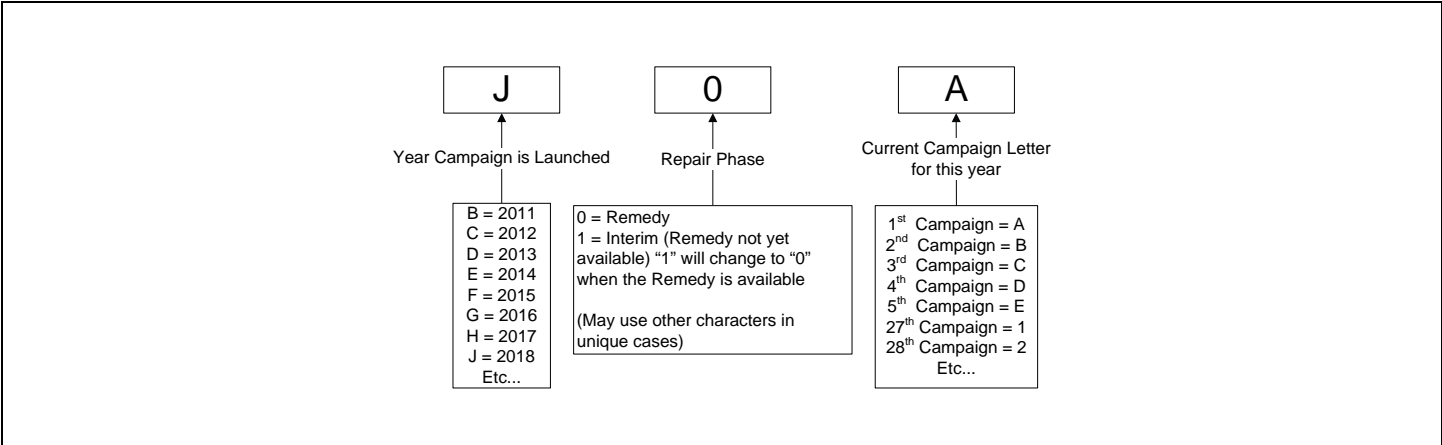 J
0
A
Year Campaign is Launched
Repair Phase
Current Campaign Letter
for this year
B = 2011
C = 2012
D = 2013
E = 2014
F = 2015
G = 2016
H = 2017
J = 2018
Etc...
0 = Remedy
1 = Interim (Remedy not yet
available) “1” will change to “0”
when the Remedy is available
(May use other characters in
unique cases)
1st Campaign = A
2nd Campaign = B
3rd Campaign = C
4th Campaign = D
5th Campaign = E
27th Campaign = 1
28th Campaign = 2
Etc...